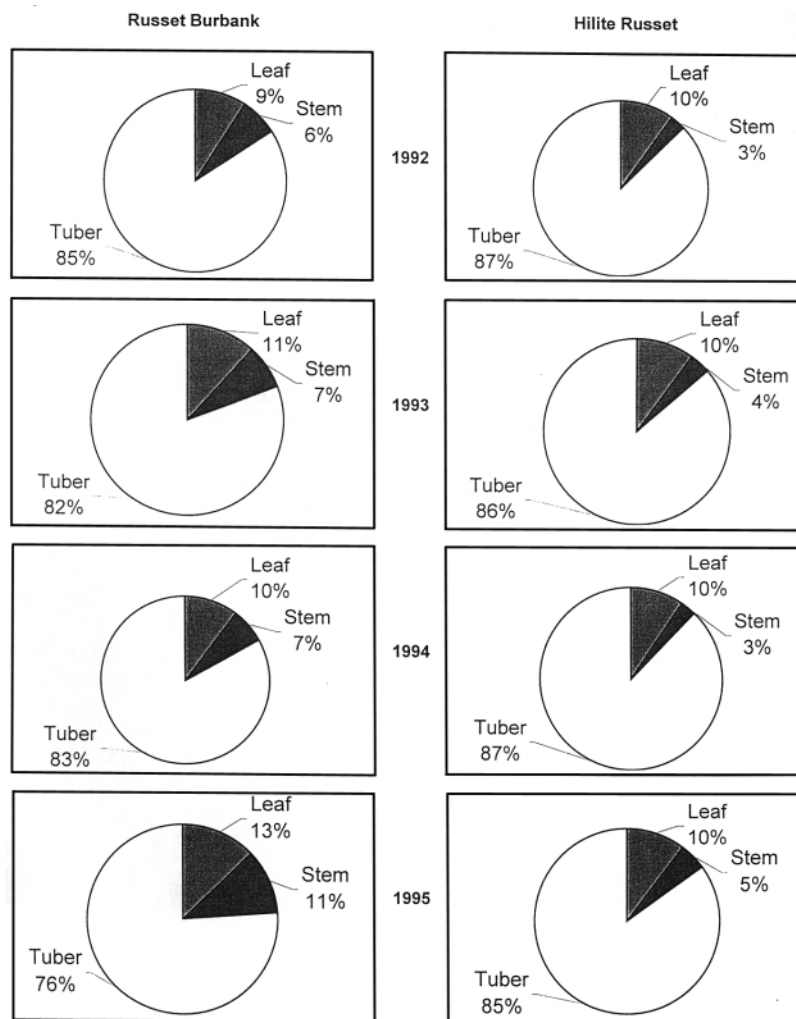 Russet Burbank
Hilite Russet
Leaf
9%
Stem
6%
Tuber
85%
1992
Leaf
10%
Stem
3%
Tuber
87%
Leaf
11%
Stem
7%
Tuber
82%
1993
Leaf
10%
Stem
4%
Tuber
86%
Leaf
10%
Stem
7%
Tuber
83%
1994
Leaf
10%
Stem
3%
Tuber
87%
Leaf
13%
Stem
11%
Tuber
76%
1995
Leaf
10%
Stem
5%
Tuber
85%